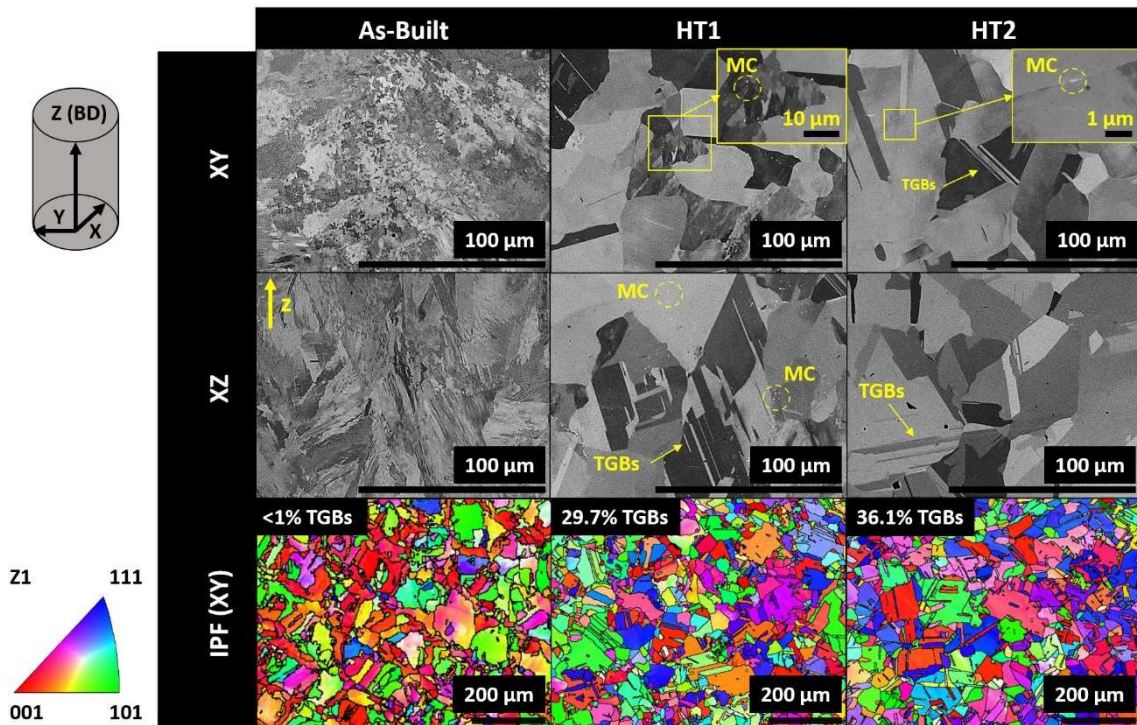 As-Built HT1 HT2
Z (BD)
Y
X
XY
MC
10 µm
MC
1 µm
TGBs
100 µm
100 µm
100 µm
XZ
Z
MC
MC
TGBs
TGBs
100 µm
100 µm
100 µm
IPF (XY)
<1% TGBs
29.7% TGBs
36.1% TGBs
200 µm
200 µm
200 µm
Z1 111
001 101